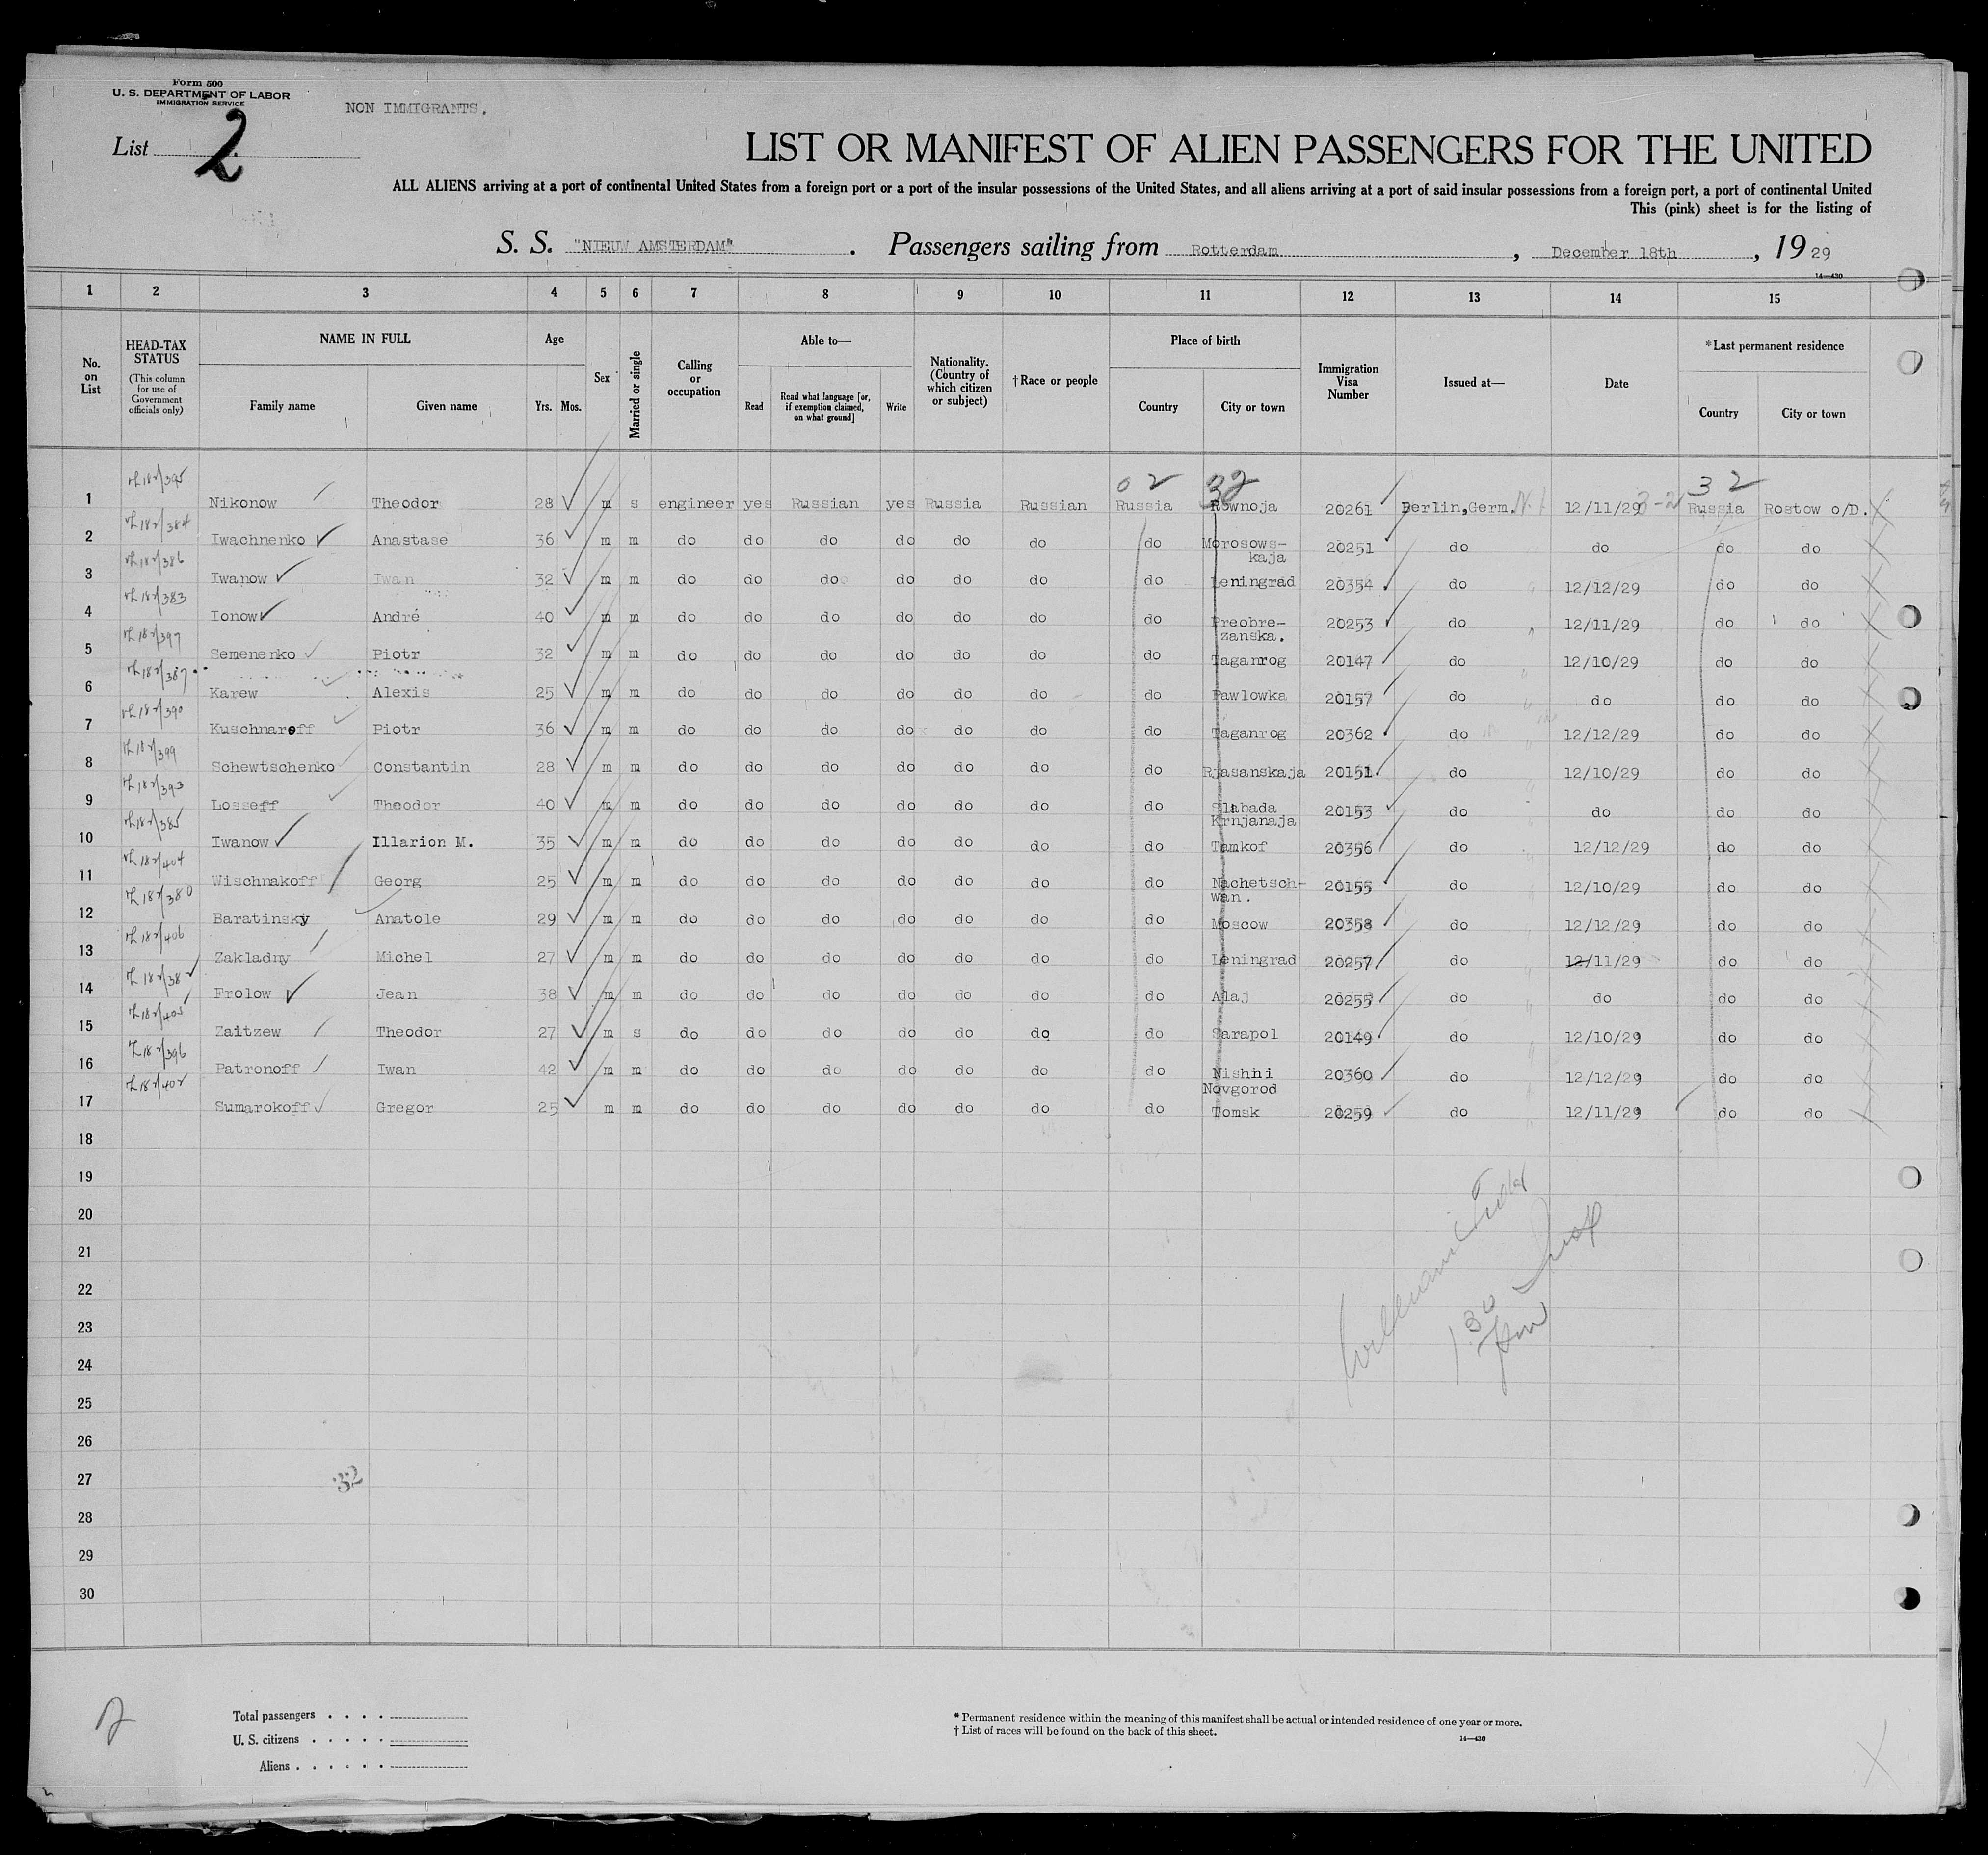 Form 500
U. S. DEPARTMENT OF LABOR
IMMIGRATION SERVICE
NON IMMIGRANTS.
List 2
LIST OR MANIFEST OF ALIEN PASSENGERS FOR THE UNITED
ALL ALIENS arriving at a port of continental United States from a foreign port or a port of the insular possessions of the United States, and all aliens arriving at a port of said insular possessions from a foreign port, a port of continental United
This (pink) sheet is for the listing of
S. S. "NIEUW AMSTERDAM". Passengers sailing from Rotterdam, December 18th, 19 29
14—430
1 2 3 4 5 6 7 8 9 10 11 12 13 14 15
No. on List
HEAD-TAX STATUS
(This column for use of Government officials only)
NAME IN FULL
Family name Given name
Age
Yrs. Mos.
Sex
Married or single
Calling or occupation
Able to—
Read
Read what language [or, if exemption claimed, on what ground]
Write
Nationality. (Country of which citizen or subject)
†Race or people
Place of birth
Country City or town
Immigration Visa Number
Issued at—
Date
*Last permanent residence
Country City or town
02 32 32
1 Nikonow Theodor 28 m s engineer yes Russian yes Russia Russian Russia Rownoja 20261 Berlin,Germ. 12/11/29 Russia Rostow o/D.
2 Iwachnenko Anastase 36 m m do do do do do do do Morosows-kaja 20251 do do do do
3 Iwanow Iwan 32 m m do do do do do do do Leningrad 20354 do 12/12/29 do do
4 Ionow André 40 m m do do do do do do do Preobre-zanska. 20253 do 12/11/29 do do
5 Semenenko Piotr 32 m m do do do do do do do Taganrog 20147 do 12/10/29 do do
6 Karew Alexis 25 m m do do do do do do do Pawlowka 20157 do do do do
7 Kuschnareff Piotr 36 m m do do do do do do do Taganrog 20362 do 12/12/29 do do
8 Schewtschenko Constantin 28 m m do do do do do do do Rjasanskaja 20151 do 12/10/29 do do
9 Losseff Theodor 40 m m do do do do do do do Slabada Krnjanaja 20153 do do do do
10 Iwanow Illarion M. 35 m m do do do do do do do Tamkof 20356 do 12/12/29 do do
11 Wischnakoff Georg 25 m m do do do do do do do Nachetsch-wan. 20155 do 12/10/29 do do
12 Baratinsky Anatole 29 m m do do do do do do do Moscow 20358 do 12/12/29 do do
13 Zakladny Michel 27 m m do do do do do do do Leningrad 20257 do 12/11/29 do do
14 Frolow Jean 38 m m do do do do do do do Alaj 20255 do do do do
15 Zaitzew Theodor 27 m s do do do do do do do Sarapol 20149 do 12/10/29 do do
16 Patronoff Iwan 42 m m do do do do do do do Nishni Novgorod 20360 do 12/12/29 do do
17 Sumarokoff Gregor 25 m m do do do do do do do Tomsk 20259 do 12/11/29 do do
18
19
20
21
22
23
24
25
26
27
28
29
30
32
2
Total passengers
U. S. citizens
Aliens
* Permanent residence within the meaning of this manifest shall be actual or intended residence of one year or more.
† List of races will be found on the back of this sheet.
14—430